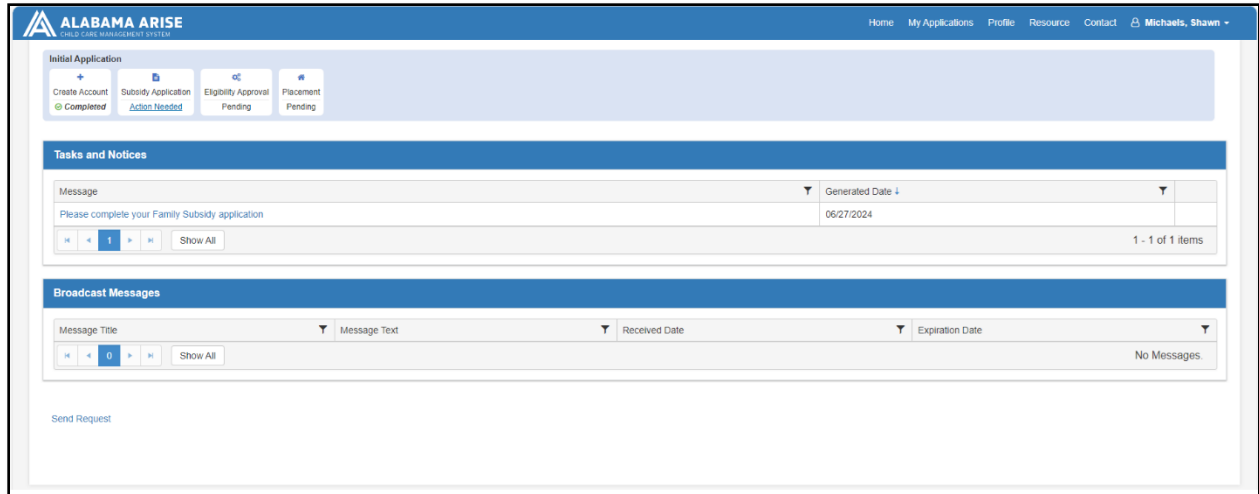 ALABAMA ARISE
CHILD CARE MANAGEMENT SYSTEM
Home My Applications Profile Resource Contact Michaels, Shawn
Initial Application
Create Account Subsidy Application Eligibility Approval Placement
Completed Action Needed Pending Pending
Tasks and Notices
Message Generated Date
Please complete your Family Subsidy application 06/27/2024
1 Show All 1 - 1 of 1 items
Broadcast Messages
Message Title Message Text Received Date Expiration Date
0 Show All No Messages.
Send Request